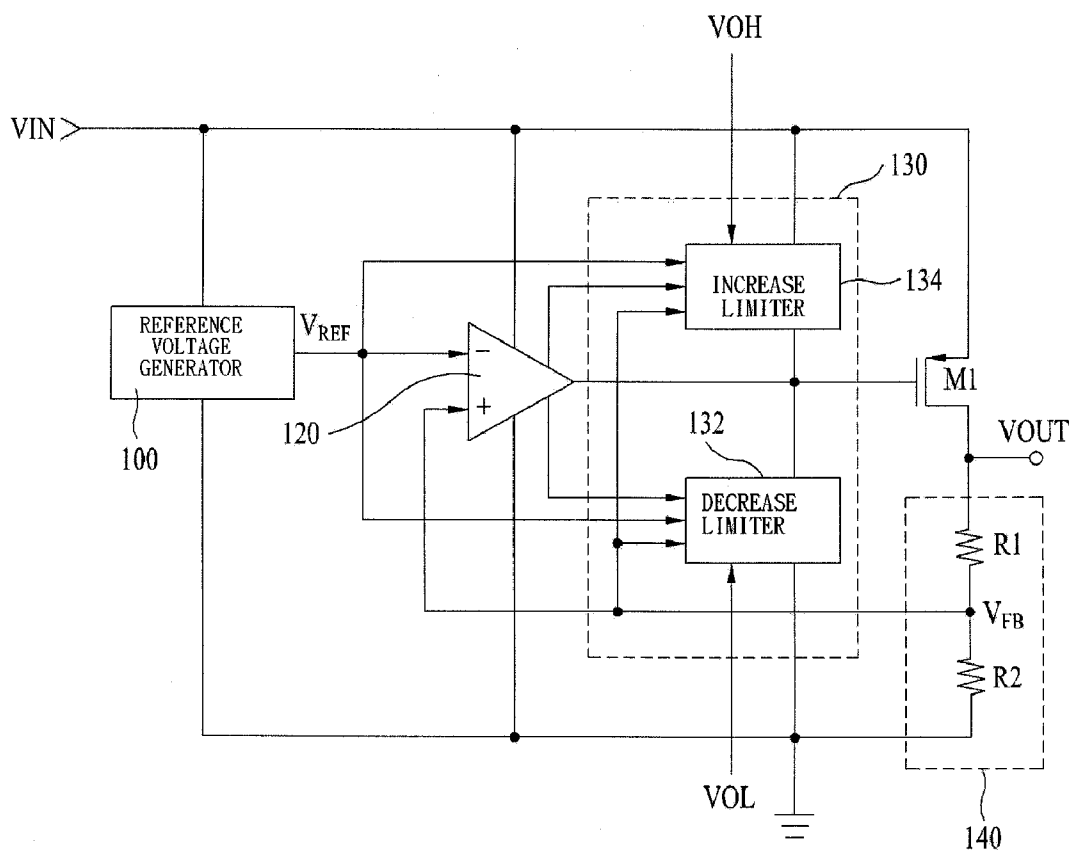 VOH
VIN
130
INCREASE
LIMITER
134
REFERENCE
VOLTAGE
GENERATOR
VREF
−
+
120
100
M1
132
VOUT
DECREASE
LIMITER
R1
VFB
R2
VOL
140